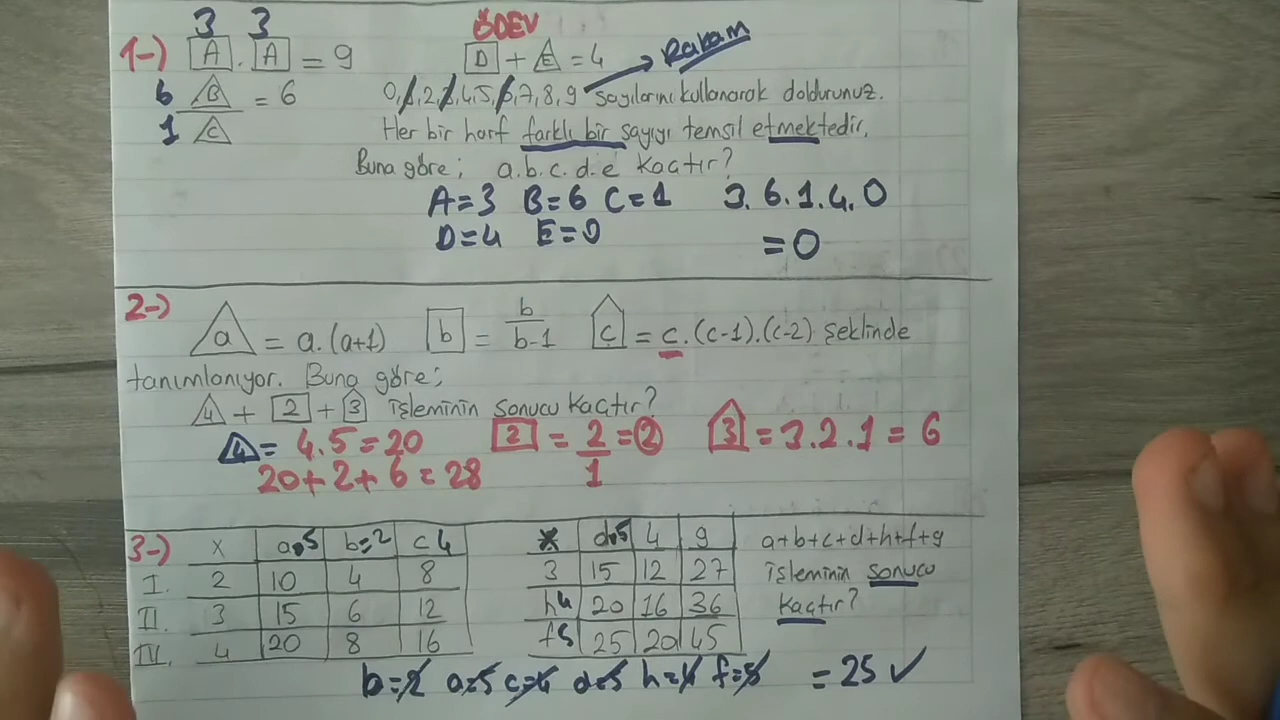 ÖDEV
3 3
1-) A . A = 9 D + E = 4 → Rakam
6 B = 6 0,1,2,3,4,5,6,7,8,9 sayılarını kullanarak doldurunuz.
1 C Her bir harf farklı bir sayıyı temsil etmektedir.
Buna göre; a.b.c.d.e kaçtır?
A=3 B=6 C=1 3.6.1.4.0
D=4 E=0 =0
2-) a = a.(a+1) b = b/b-1 c = c.(c-1).(c-2) şeklinde
tanımlanıyor. Buna göre;
4 + 2 + 3 işleminin sonucu kaçtır?
4 = 4.5=20 2 = 2/1 = 2 3 = 3.2.1 = 6
20+2+6=28
3-) x a=5 b=2 c 4 x d=5 4 g a+b+c+d+h+f+g
I. 2 10 4 8 3 15 12 27 işleminin sonucu
II. 3 15 6 12 h4 20 16 36 kaçtır?
IV. 4 20 8 16 f5 25 20 45
b=2 a=5 c=4 d=5 h=4 f=5 = 25 ✓